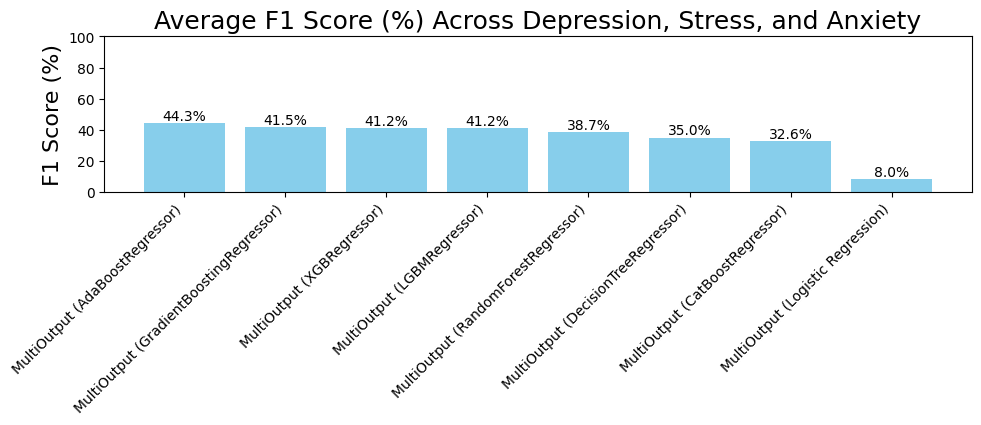 Average F1 Score (%) Across Depression, Stress, and Anxiety
F1 Score (%)
100
80
60
40
20
0
44.3%
41.5%
41.2%
41.2%
38.7%
35.0%
32.6%
8.0%
MultiOutput (AdaBoostRegressor)
MultiOutput (GradientBoostingRegressor)
MultiOutput (XGBRegressor)
MultiOutput (LGBMRegressor)
MultiOutput (RandomForestRegressor)
MultiOutput (DecisionTreeRegressor)
MultiOutput (CatBoostRegressor)
MultiOutput (Logistic Regression)